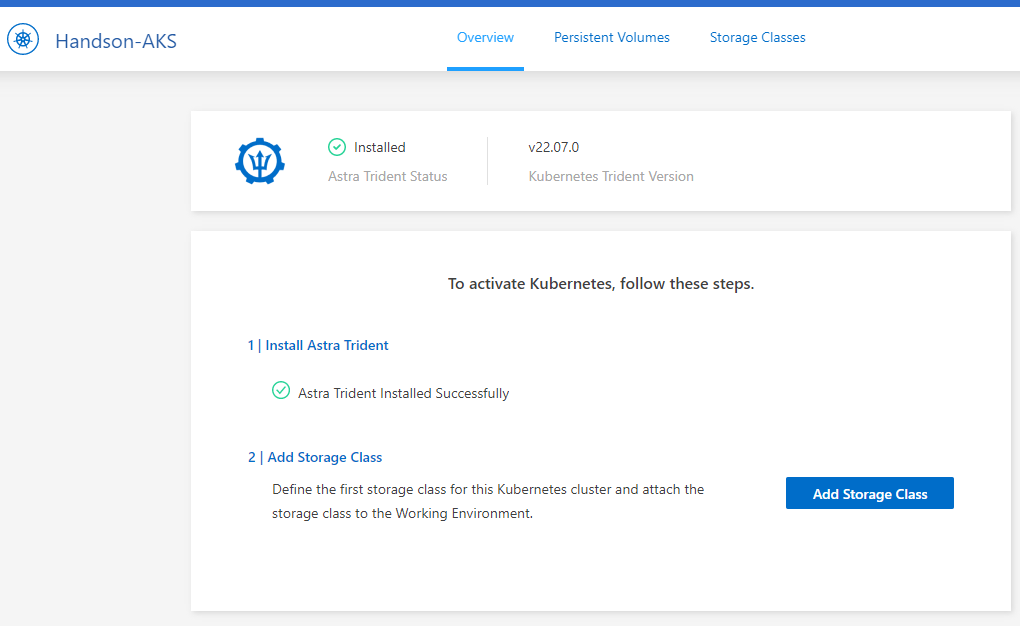 Handson-AKS
Overview
Persistent Volumes
Storage Classes
Installed
v22.07.0
Astra Trident Status
Kubernetes Trident Version
To activate Kubernetes, follow these steps.
1 | Install Astra Trident
Astra Trident Installed Successfully
2 | Add Storage Class
Define the first storage class for this Kubernetes cluster and attach the
storage class to the Working Environment.
Add Storage Class